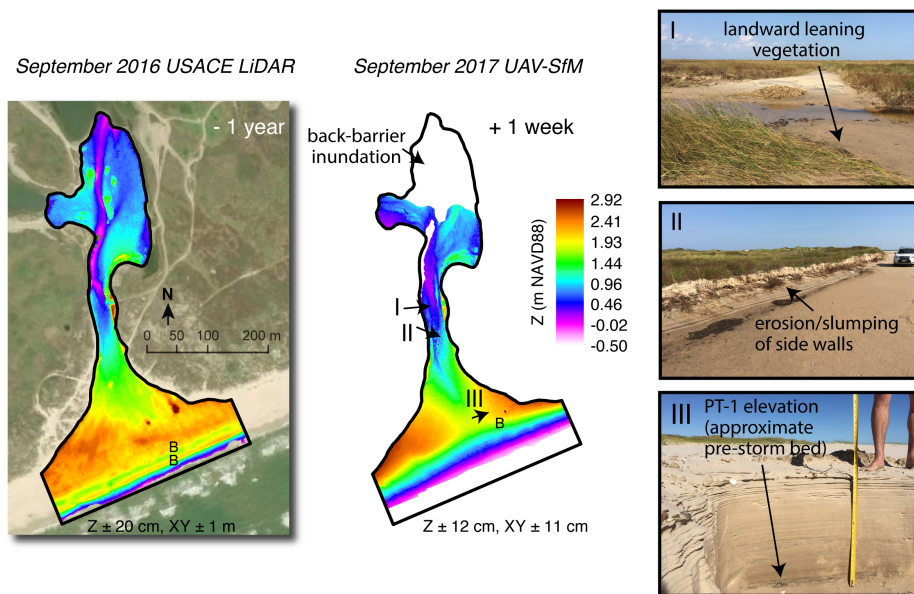 September 2016 USACE LiDAR
- 1 year
N
0 50 100 200 m
B
B
Z ± 20 cm, XY ± 1 m
September 2017 UAV-SfM
+ 1 week
back-barrier
inundation
I
II
III
B
Z ± 12 cm, XY ± 11 cm
Z (m NAVD88)
2.92
2.41
1.93
1.44
0.96
0.46
-0.02
-0.50
I
landward leaning
vegetation
II
erosion/slumping
of side walls
III
PT-1 elevation
(approximate
pre-storm bed)